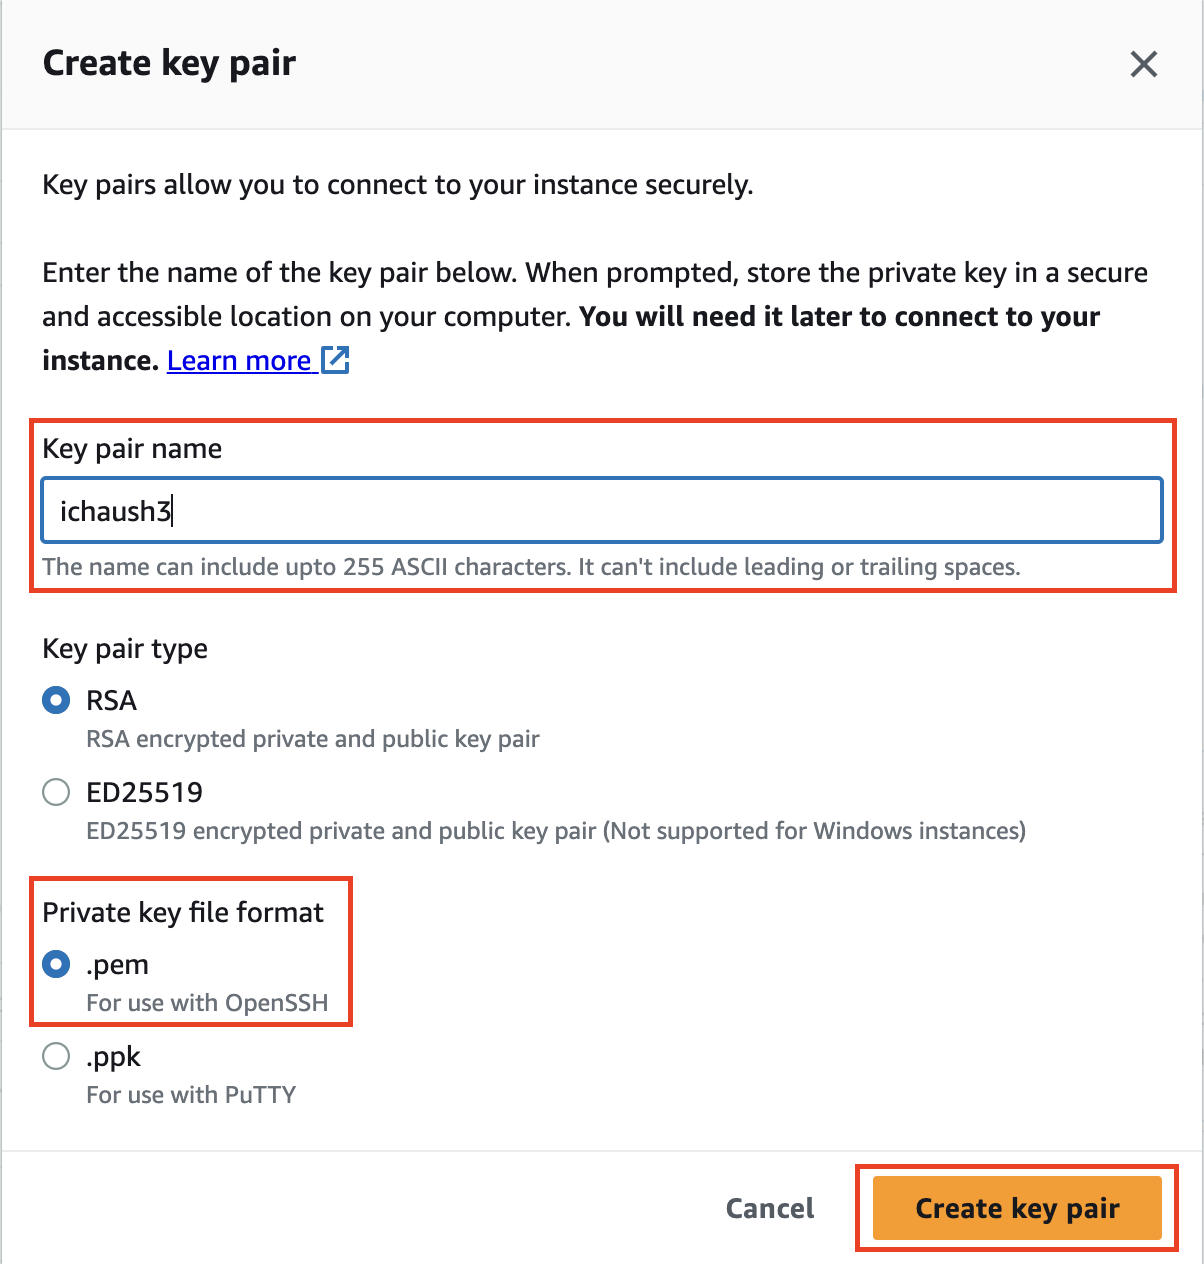 Create key pair
Key pairs allow you to connect to your instance securely.
Enter the name of the key pair below. When prompted, store the private key in a secure
and accessible location on your computer. You will need it later to connect to your
instance. Learn more
Key pair name
ichaush3
The name can include upto 255 ASCII characters. It can't include leading or trailing spaces.
Key pair type
RSA
RSA encrypted private and public key pair
ED25519
ED25519 encrypted private and public key pair (Not supported for Windows instances)
Private key file format
.pem
For use with OpenSSH
.ppk
For use with PuTTY
Cancel
Create key pair